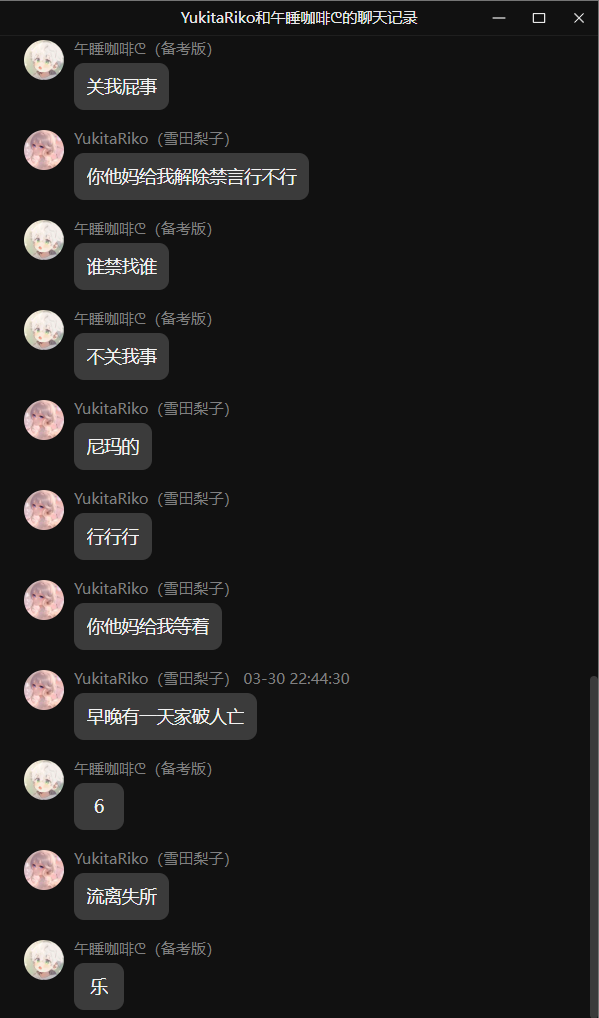 YukitaRiko和午睡咖啡ᘓ的聊天记录
午睡咖啡ᘓ（备考版）
关我屁事
YukitaRiko（雪田梨子）
你他妈给我解除禁言行不行
午睡咖啡ᘓ（备考版）
谁禁找谁
午睡咖啡ᘓ（备考版）
不关我事
YukitaRiko（雪田梨子）
尼玛的
YukitaRiko（雪田梨子）
行行行
YukitaRiko（雪田梨子）
你他妈给我等着
YukitaRiko（雪田梨子） 03-30 22:44:30
早晚有一天家破人亡
午睡咖啡ᘓ（备考版）
6
YukitaRiko（雪田梨子）
流离失所
午睡咖啡ᘓ（备考版）
乐